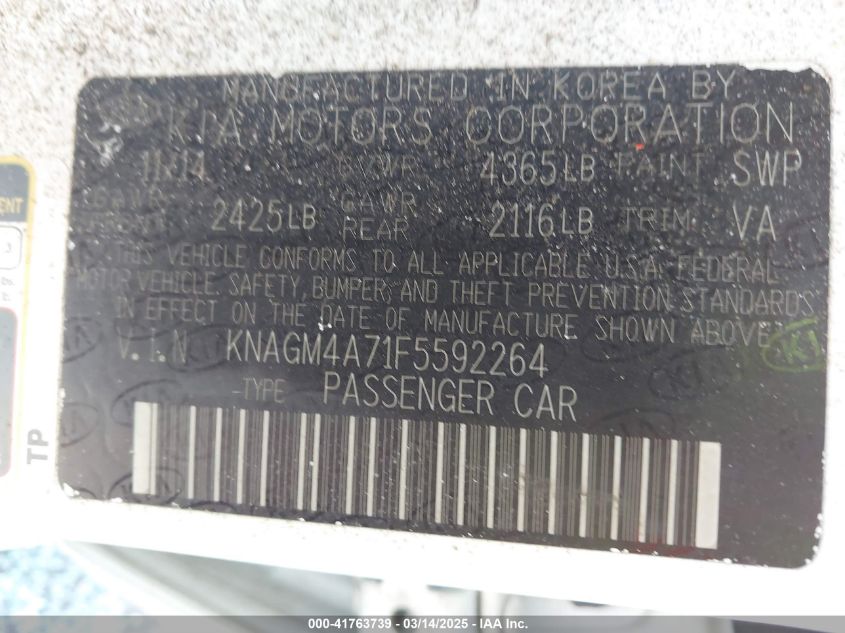 MANUFACTURED IN KOREA BY
KIA MOTORS CORPORATION
11.14 GVWR 4365LB PAINT SWP
GAWR 2425LB GAWR REAR 2116LB TRIM VA
THIS VEHICLE CONFORMS TO ALL APPLICABLE U.S.A. FEDERAL
MOTOR VEHICLE SAFETY, BUMPER, AND THEFT PREVENTION STANDARDS
IN EFFECT ON THE DATE OF MANUFACTURE SHOWN ABOVE.
V.I.N KNAGM4A71F5592264
TYPE PASSENGER CAR
TP
000-41763739 - 03/14/2025 - IAA Inc.